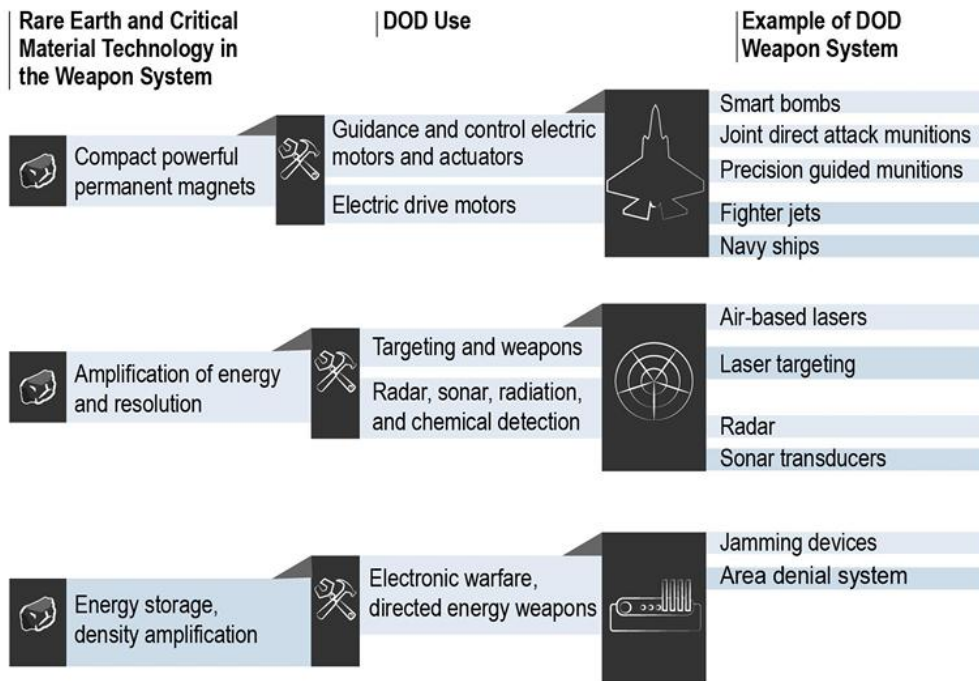 Rare Earth and Critical
Material Technology in
the Weapon System
DOD Use
Example of DOD
Weapon System
Compact powerful
permanent magnets
Guidance and control electric
motors and actuators
Electric drive motors
Smart bombs
Joint direct attack munitions
Precision guided munitions
Fighter jets
Navy ships
Amplification of energy
and resolution
Targeting and weapons
Radar, sonar, radiation,
and chemical detection
Air-based lasers
Laser targeting
Radar
Sonar transducers
Energy storage,
density amplification
Electronic warfare,
directed energy weapons
Jamming devices
Area denial system